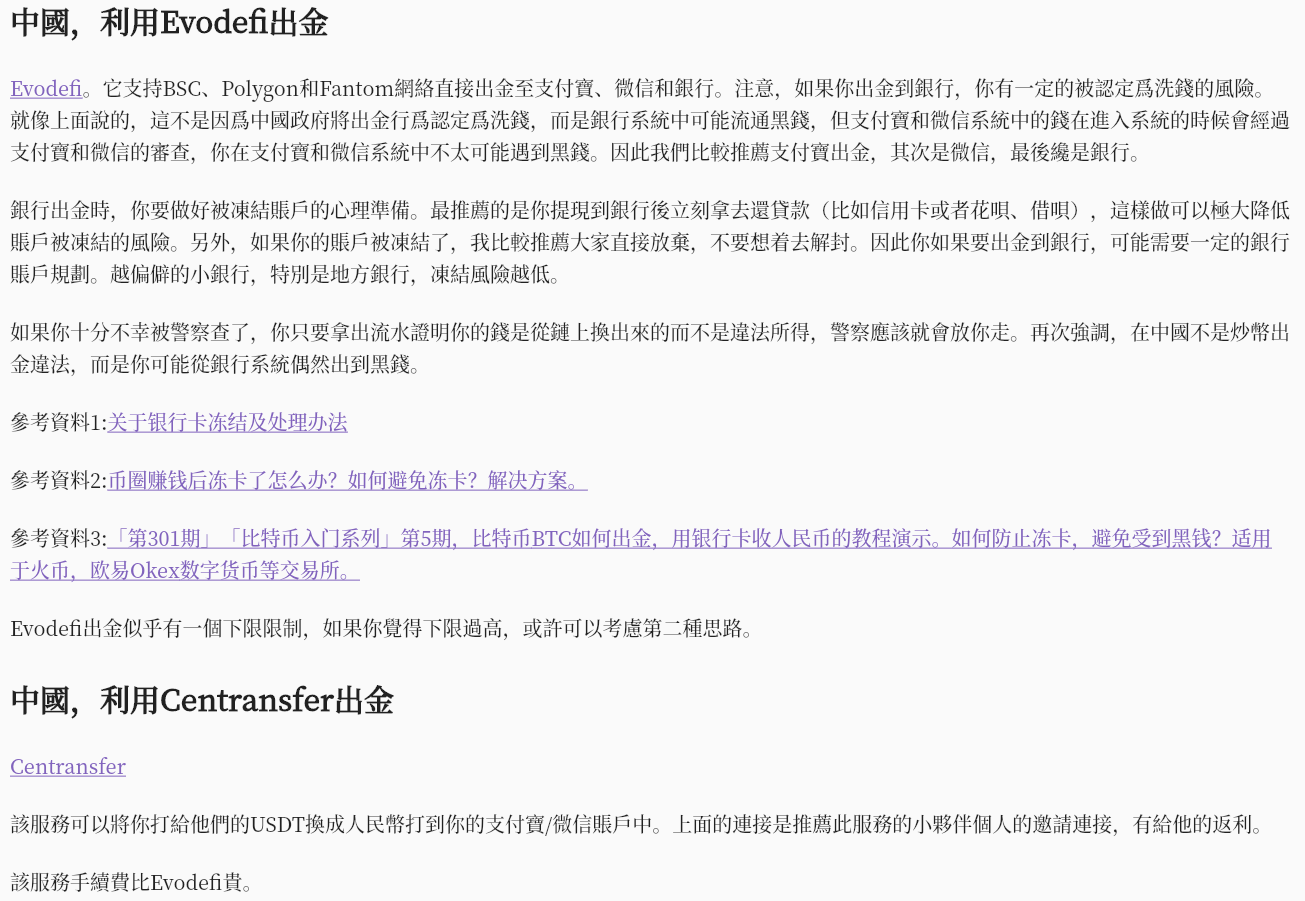 中國，利用Evodefi出金
Evodefi。它支持BSC、Polygon和Fantom網絡直接出金至支付寶、微信和銀行。注意，如果你出金到銀行，你有一定的被認定爲洗錢的風險。
就像上面說的，這不是因爲中國政府將出金行爲認定爲洗錢，而是銀行系統中可能流通黑錢，但支付寶和微信系統中的錢在進入系統的時候會經過
支付寶和微信的審查，你在支付寶和微信系統中不太可能遇到黑錢。因此我們比較推薦支付寶出金，其次是微信，最後纔是銀行。
銀行出金時，你要做好被凍結賬戶的心理準備。最推薦的是你提現到銀行後立刻拿去還貸款（比如信用卡或者花唄、借唄），這樣做可以極大降低
賬戶被凍結的風險。另外，如果你的賬戶被凍結了，我比較推薦大家直接放棄，不要想着去解封。因此你如果要出金到銀行，可能需要一定的銀行
賬戶規劃。越偏僻的小銀行，特別是地方銀行，凍結風險越低。
如果你十分不幸被警察查了，你只要拿出流水證明你的錢是從鏈上換出來的而不是違法所得，警察應該就會放你走。再次強調，在中國不是炒幣出
金違法，而是你可能從銀行系統偶然出到黑錢。
參考資料1:关于银行卡冻结及处理办法
參考資料2:币圈赚钱后冻卡了怎么办？如何避免冻卡？解决方案。
參考資料3:「第301期」「比特币入门系列」第5期，比特币BTC如何出金，用银行卡收人民币的教程演示。如何防止冻卡，避免受到黑钱？适用
于火币，欧易Okex数字货币等交易所。
Evodefi出金似乎有一個下限限制，如果你覺得下限過高，或許可以考慮第二種思路。
中國，利用Centransfer出金
Centransfer
該服務可以將你打給他們的USDT換成人民幣打到你的支付寶/微信賬戶中。上面的連接是推薦此服務的小夥伴個人的邀請連接，有給他的返利。
該服務手續費比Evodefi貴。